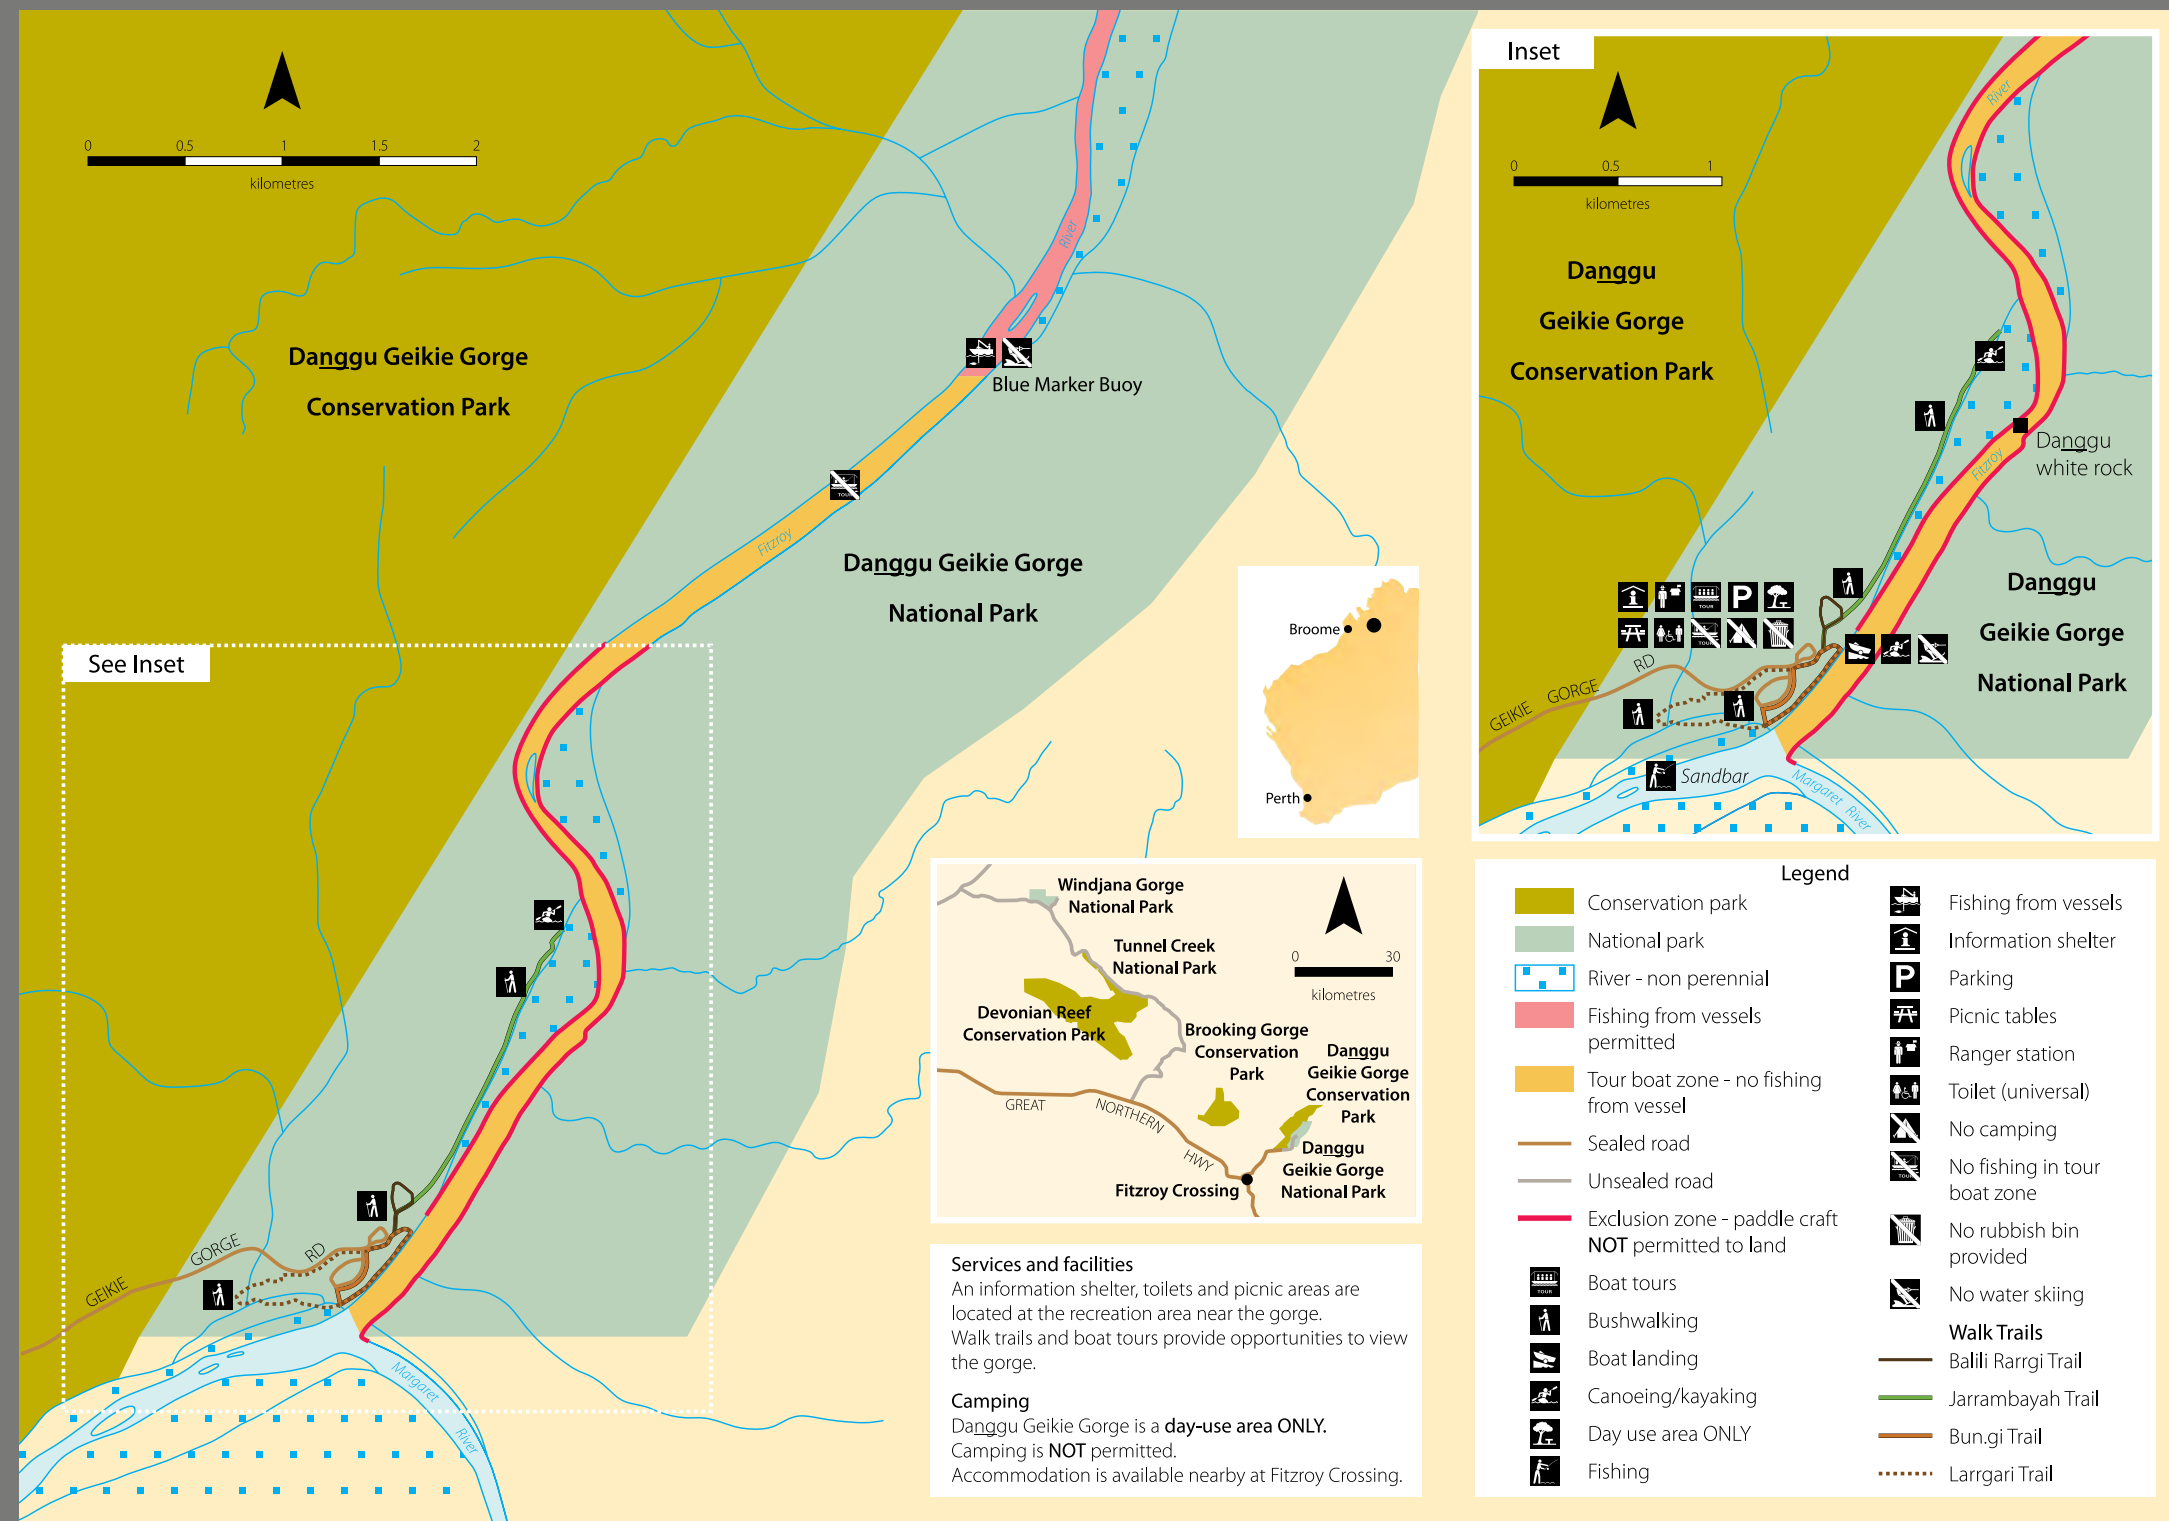 0 0.5 1 1.5 2
kilometres
Danggu Geikie Gorge
Conservation Park
River
Blue Marker Buoy
TOUR
Fitzroy
Danggu Geikie Gorge
National Park
See Inset
GEIKIE GORGE RD
Margaret River
Broome
Perth
Windjana Gorge
National Park
Tunnel Creek
National Park
0 30
kilometres
Devonian Reef
Conservation Park
Brooking Gorge
Conservation
Park
Danggu
Geikie Gorge
Conservation
Park
GREAT NORTHERN HWY
Danggu
Geikie Gorge
National Park
Fitzroy Crossing
Services and facilities
An information shelter, toilets and picnic areas are
located at the recreation area near the gorge.
Walk trails and boat tours provide opportunities to view
the gorge.
Camping
Danggu Geikie Gorge is a day-use area ONLY.
Camping is NOT permitted.
Accommodation is available nearby at Fitzroy Crossing.
Inset
0 0.5 1
kilometres
River
Danggu
Geikie Gorge
Conservation Park
Danggu
white rock
Fitzroy
P
TOUR
TOUR
Danggu
Geikie Gorge
National Park
GEIKIE GORGE RD
Sandbar
Margaret River
Legend
Conservation park
National park
River - non perennial
Fishing from vessels
permitted
Tour boat zone - no fishing
from vessel
Sealed road
Unsealed road
Exclusion zone - paddle craft
NOT permitted to land
TOUR
Boat tours
Bushwalking
Boat landing
Canoeing/kayaking
Day use area ONLY
Fishing
Fishing from vessels
Information shelter
P
Parking
Picnic tables
Ranger station
Toilet (universal)
No camping
TOUR
No fishing in tour
boat zone
No rubbish bin
provided
No water skiing
Walk Trails
Balili Rarrgi Trail
Jarrambayah Trail
Bun.gi Trail
Larrgari Trail